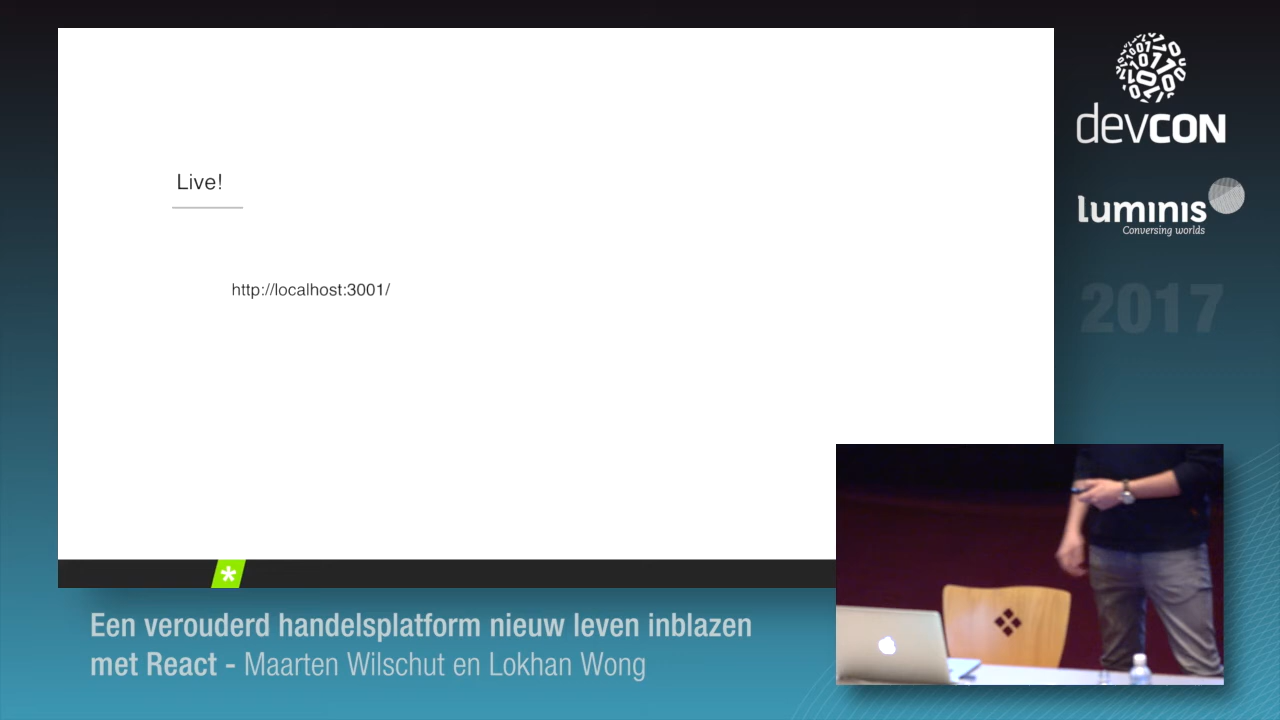 Live!
http://localhost:3001/
devCON
luminis
Conversing worlds
2017
*
Een verouderd handelsplatform nieuw leven inblazen
met React - Maarten Wilschut en Lokhan Wong